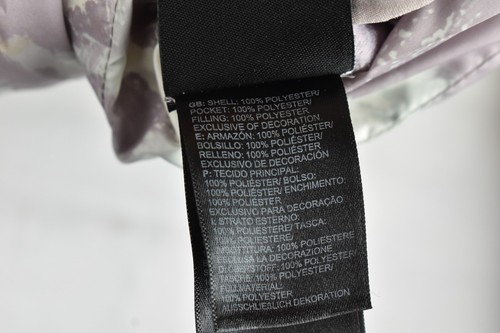 GB: SHELL: 100% POLYESTER/
POCKET: 100% POLYESTER/
FILLING: 100% POLYESTER/
EXCLUSIVE OF DECORATION
E: ARMAZÓN: 100% POLIÉSTER/
BOLSILLO: 100% POLIÉSTER/
RELLENO: 100% POLIÉSTER/
EXCLUSIVO DE DECORACIÓN
P: TECIDO PRINCIPAL:
100% POLIÉSTER/ BOLSO:
100% POLIÉSTER/ ENCHIMENTO:
100% POLIÉSTER/
EXCLUSIVO PARA DECORAÇÃO
I: STRATO ESTERNO:
100% POLIESTERE/ TASCA:
100% POLIESTERE/
IMBOTTITURA: 100% POLIESTERE
ESCLUSA LA DECORAZIONE
D: OBERSTOFF: 100% POLYESTER/
TASCHE: 100% POLYESTER/
FÜLLMATERIAL:
100% POLYESTER
AUSSCHLIESSLICH DEKORATION